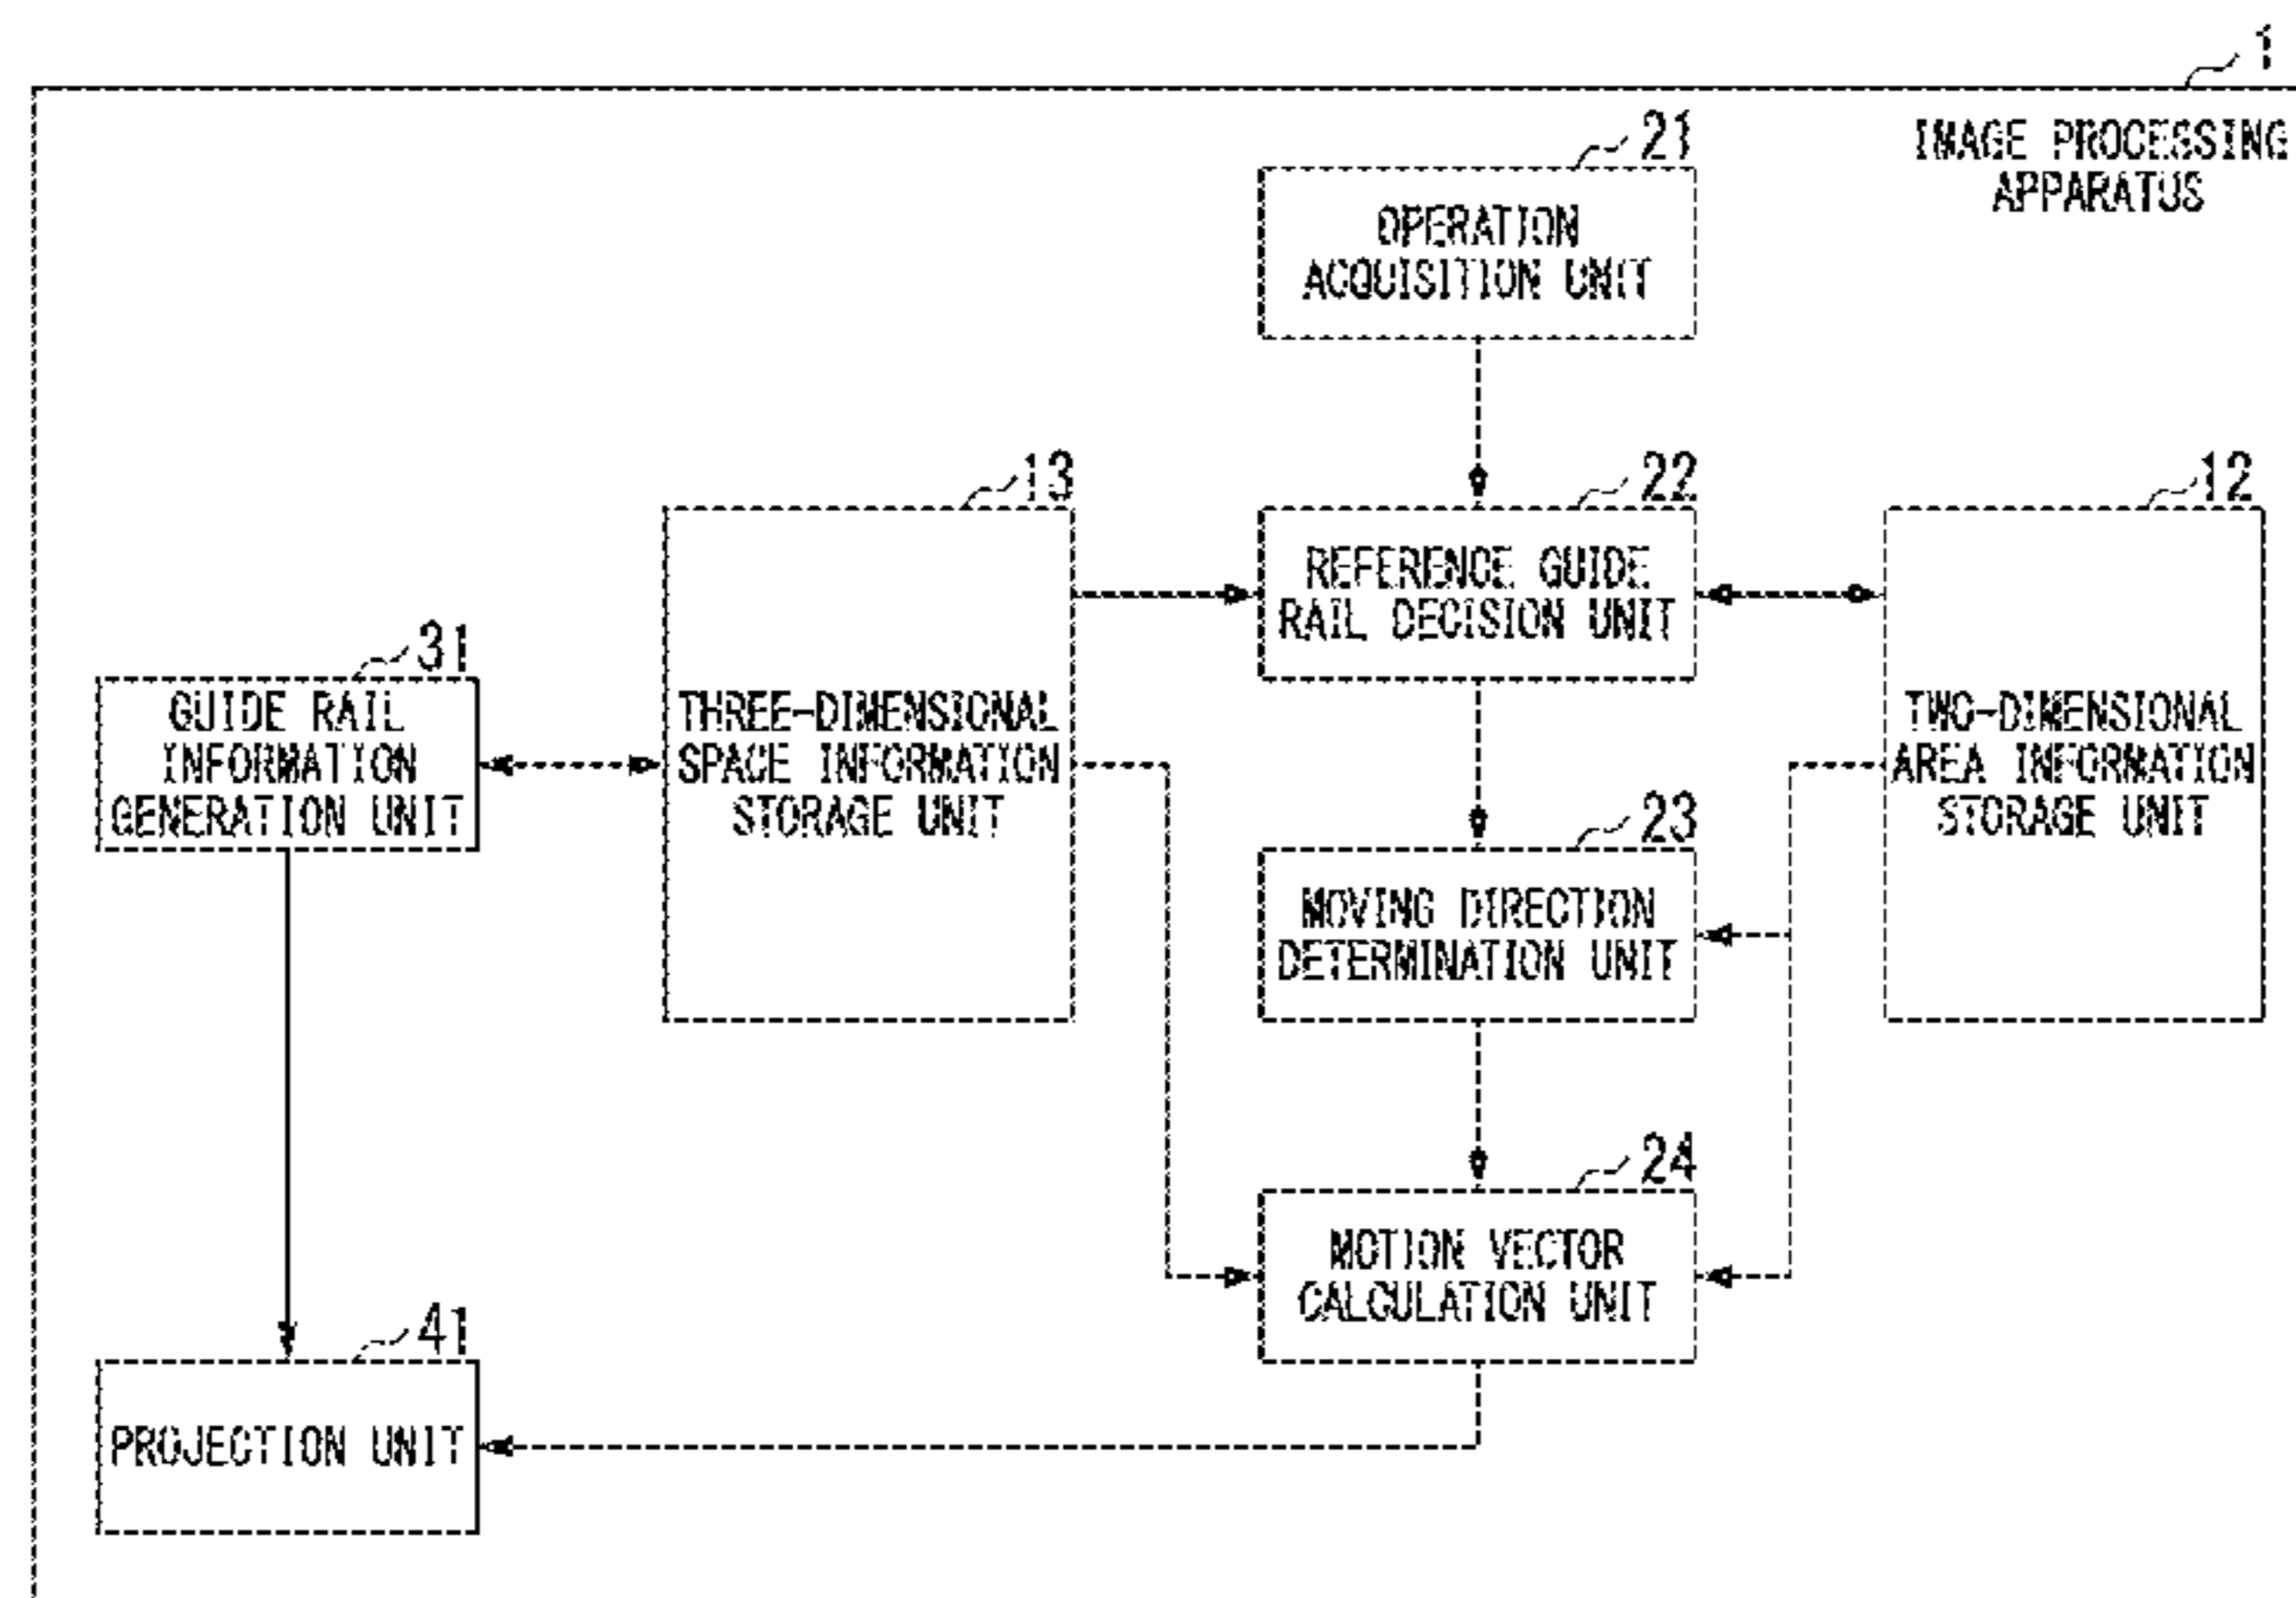 1
IMAGE PROCESSING
APPARATUS
21
OPERATION
ACQUISITION UNIT
13
22
12
REFERENCE GUIDE
RAIL DECISION UNIT
31
GUIDE RAIL
INFORMATION
GENERATION UNIT
THREE-DIMENSIONAL
SPACE INFORMATION
STORAGE UNIT
TWO-DIMENSIONAL
AREA INFORMATION
STORAGE UNIT
23
MOVING DIRECTION
DETERMINATION UNIT
24
MOTION VECTOR
CALCULATION UNIT
41
PROJECTION UNIT